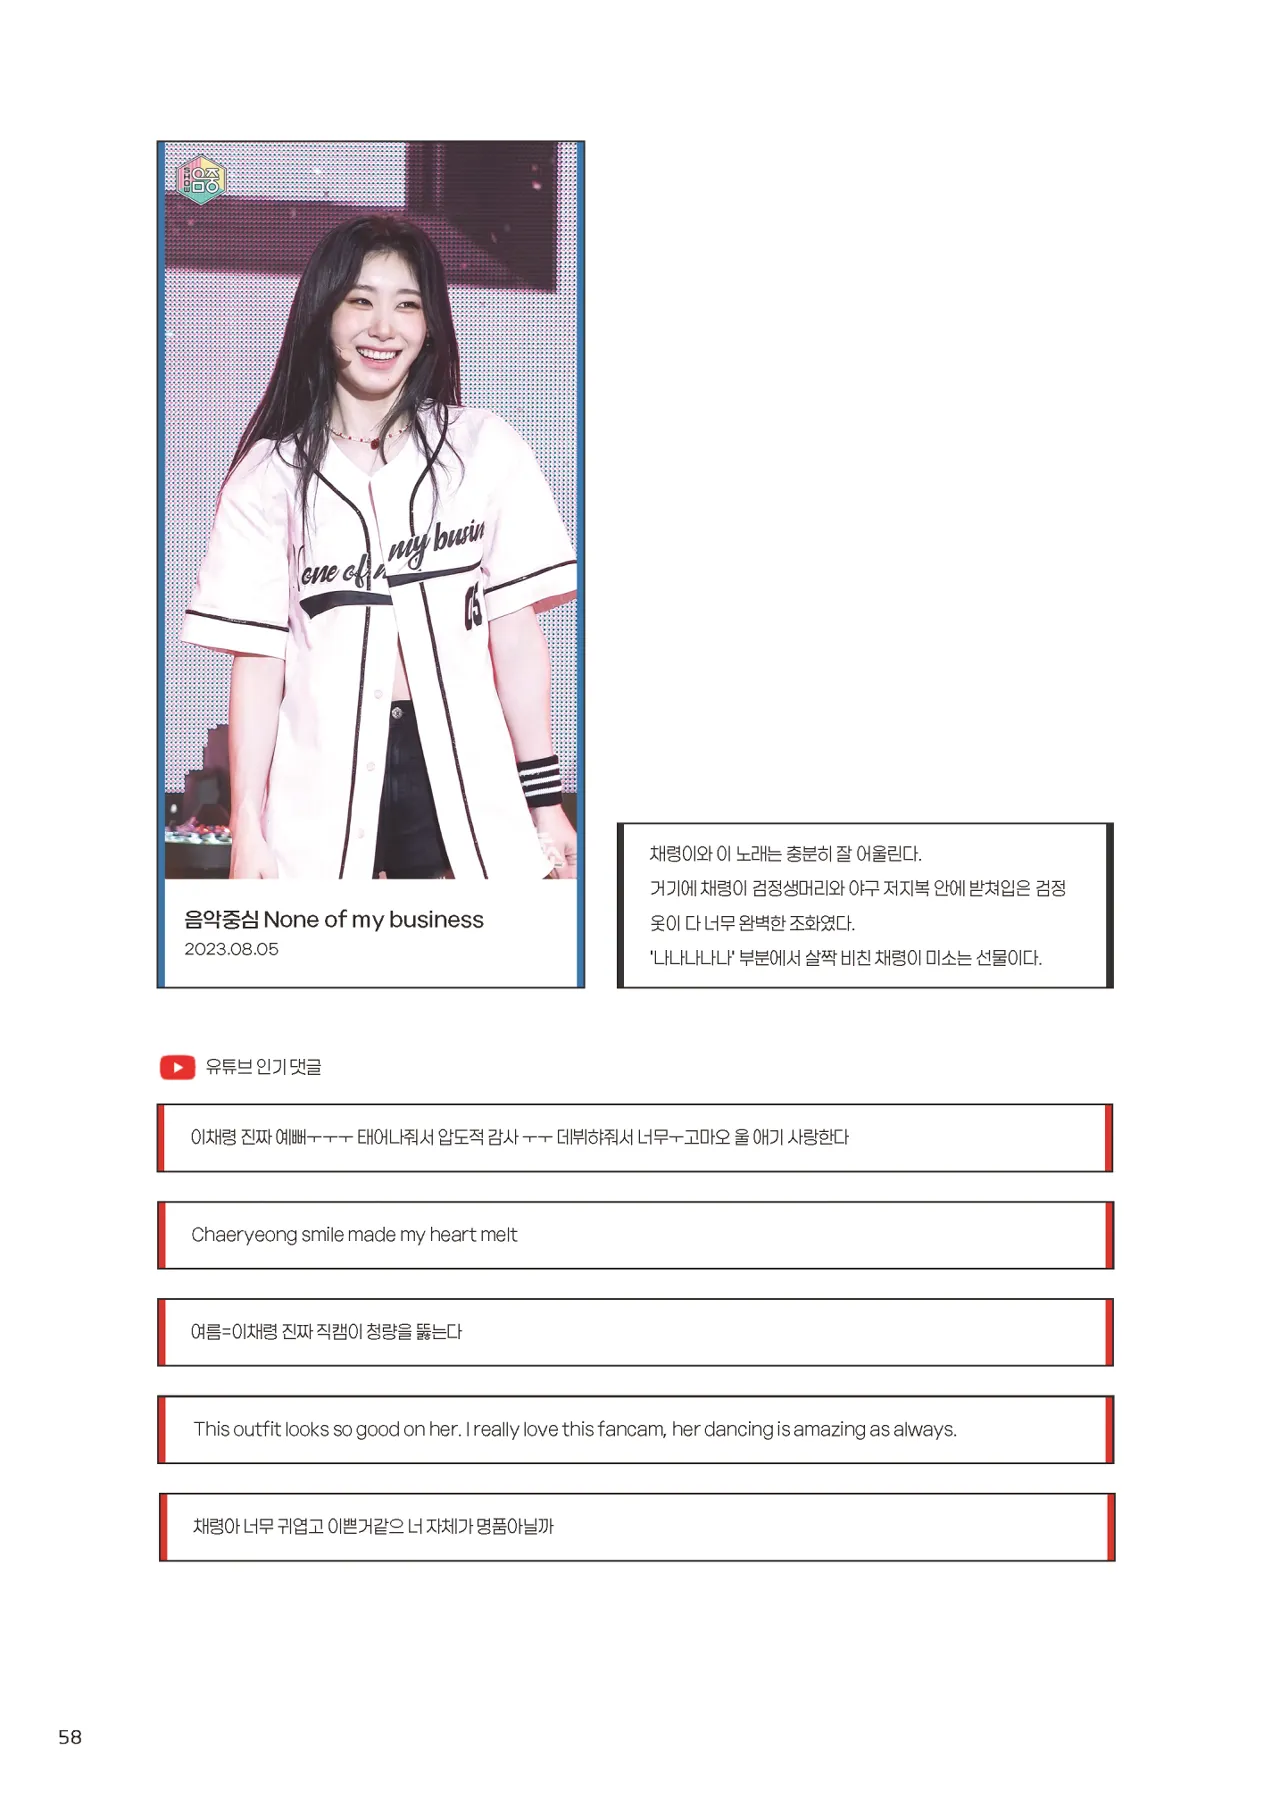 음중
one of m
my busin
05
음악중심 None of my business
2023.08.05
채령이와 이 노래는 충분히 잘 어울린다.
거기에 채령이 검정생머리와 야구 저지복 안에 받쳐입은 검정
옷이 다 너무 완벽한 조화였다.
'나나나나나' 부분에서 살짝 비친 채령이 미소는 선물이다.
유튜브 인기 댓글
이채령 진짜 예뻐ㅜㅜㅜ 태어나줘서 압도적 감사 ㅜㅜ 데뷔햐줘서 너무ㅜ고마오 울 애기 사랑한다
Chaeryeong smile made my heart melt
여름=이채령 진짜 직캠이 청량을 뚫는다
This outfit looks so good on her. I really love this fancam, her dancing is amazing as always.
채령아 너무 귀엽고 이쁜거같으 너 자체가 명품아닐까
58